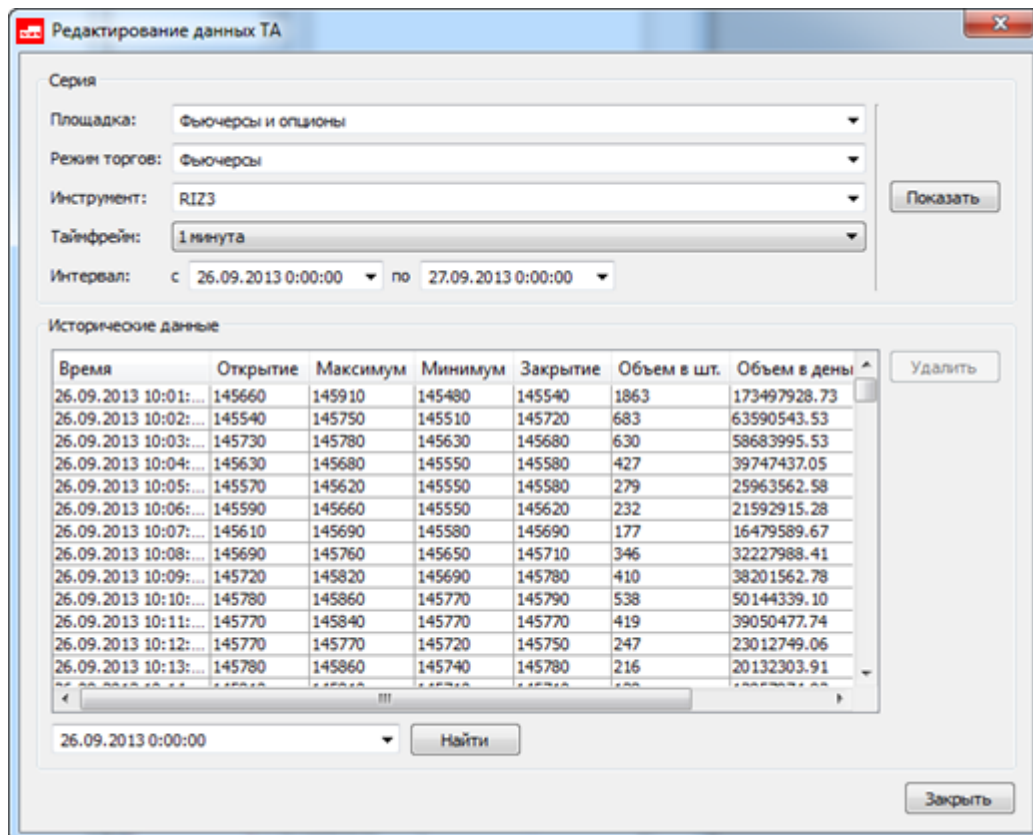 Редактирование данных ТА
Серия
Площадка: Фьючерсы и опционы
Режим торгов: Фьючерсы
Инструмент: RIZ3 Показать
Таймфрейм: 1 минута
Интервал: с 26.09.2013 0:00:00 по 27.09.2013 0:00:00
Исторические данные
Время Открытие Максимум Минимум Закрытие Объем в шт. Объем в день Удалить
26.09.2013 10:01:... 145660 145910 145480 145540 1863 173497928.73
26.09.2013 10:02:... 145540 145750 145510 145720 683 63590543.53
26.09.2013 10:03:... 145730 145780 145630 145680 630 58683995.53
26.09.2013 10:04:... 145630 145680 145550 145580 427 39747437.05
26.09.2013 10:05:... 145570 145620 145550 145580 279 25963562.58
26.09.2013 10:06:... 145590 145660 145550 145620 232 21592915.28
26.09.2013 10:07:... 145610 145690 145580 145690 177 16479589.67
26.09.2013 10:08:... 145690 145760 145650 145710 346 32227988.41
26.09.2013 10:09:... 145720 145820 145690 145780 410 38201562.78
26.09.2013 10:10:... 145780 145860 145770 145790 538 50144339.10
26.09.2013 10:11:... 145770 145840 145770 145770 419 39050477.74
26.09.2013 10:12:... 145770 145770 145720 145750 247 23012749.06
26.09.2013 10:13:... 145780 145860 145740 145780 216 20132303.91
26.09.2013 0:00:00 Найти
Закрыть